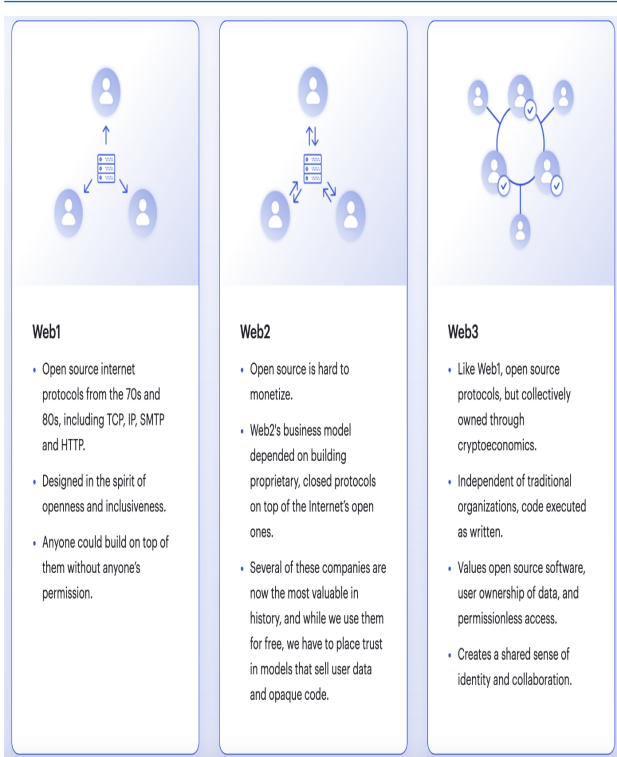 Web1
• Open source internet
protocols from the 70s and
80s, including TCP, IP, SMTP
and HTTP.
• Designed in the spirit of
openness and inclusiveness.
• Anyone could build on top of
them without anyone's
permission.
Web2
• Open source is hard to
monetize.
• Web2's business model
depended on building
proprietary, closed protocols
on top of the Internet's open
ones.
• Several of these companies are
now the most valuable in
history, and while we use them
for free, we have to place trust
in models that sell user data
and opaque code.
Web3
• Like Web1, open source
protocols, but collectively
owned through
cryptoeconomics.
• Independent of traditional
organizations, code executed
as written.
• Values open source software,
user ownership of data, and
permissionless access.
• Creates a shared sense of
identity and collaboration.